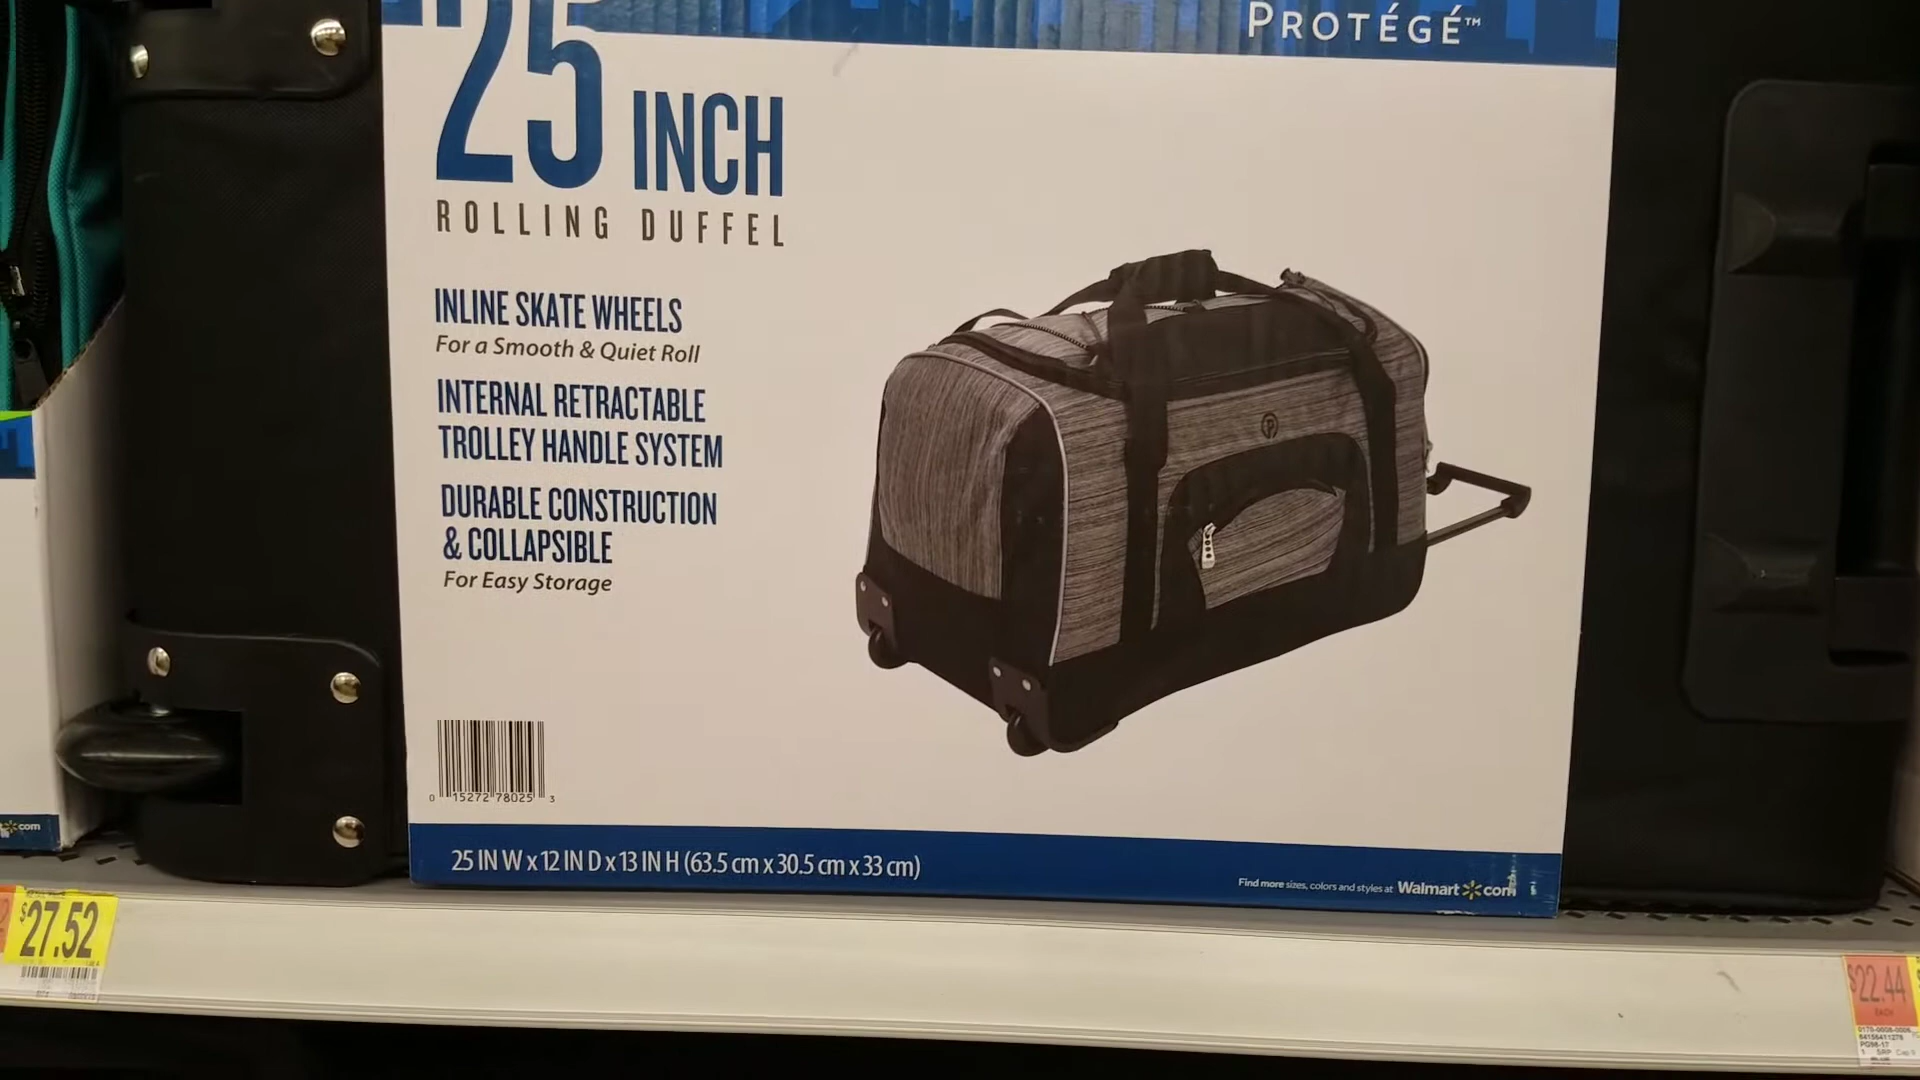 PROTÉGÉ™
25 INCH
ROLLING DUFFEL
INLINE SKATE WHEELS
For a Smooth & Quiet Roll
INTERNAL RETRACTABLE
TROLLEY HANDLE SYSTEM
DURABLE CONSTRUCTION
& COLLAPSIBLE
For Easy Storage
0 15272 78025 3
25 IN W x 12 IN D x 13 IN H (63.5 cm x 30.5 cm x 33 cm)
Find more sizes, colors and styles at Walmart.com
com
$27.52
$22.44
EACH